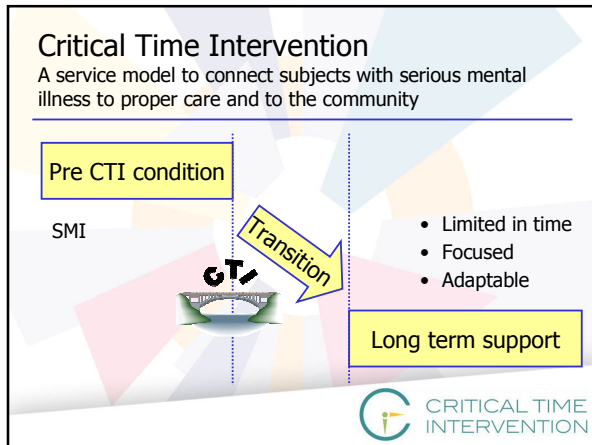 Critical Time Intervention
A service model to connect subjects with serious mental
illness to proper care and to the community
Pre CTI condition
SMI
Transition
CTI
• Limited in time
• Focused
• Adaptable
Long term support
CRITICAL TIME
INTERVENTION